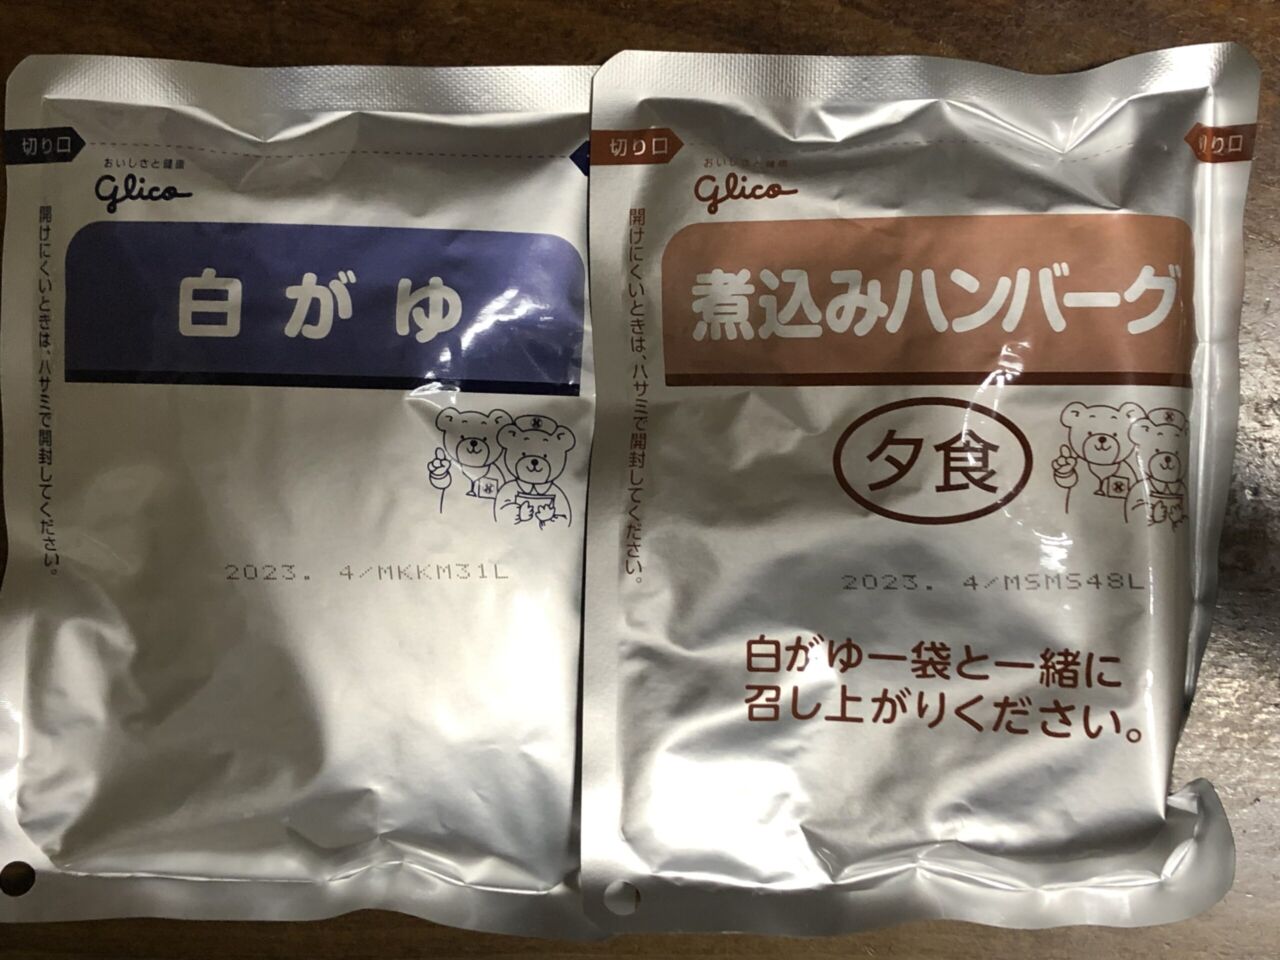 切り口
おいしさと健康
glico
白がゆ
開けにくいときは、ハサミで開封してください。
2023. 4/MKKM31L
切り口
切り口
おいしさと健康
glico
煮込みハンバーグ
夕食
開けにくいときは、ハサミで開封してください。
2023. 4/MSMS48L
白がゆ一袋と一緒に
召し上がりください。